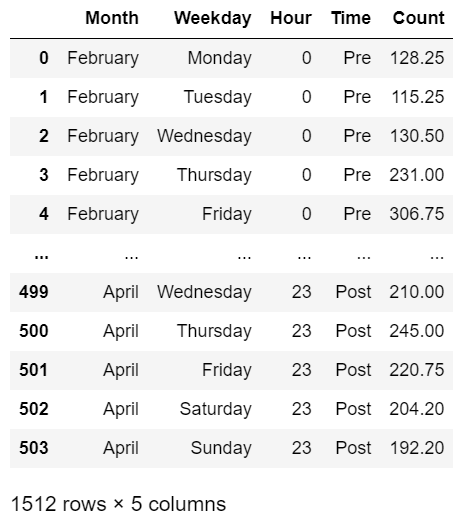 Month Weekday Hour Time Count
0 February Monday 0 Pre 128.25
1 February Tuesday 0 Pre 115.25
2 February Wednesday 0 Pre 130.50
3 February Thursday 0 Pre 231.00
4 February Friday 0 Pre 306.75
... ... ... ... ... ...
499 April Wednesday 23 Post 210.00
500 April Thursday 23 Post 245.00
501 April Friday 23 Post 220.75
502 April Saturday 23 Post 204.20
503 April Sunday 23 Post 192.20
1512 rows × 5 columns